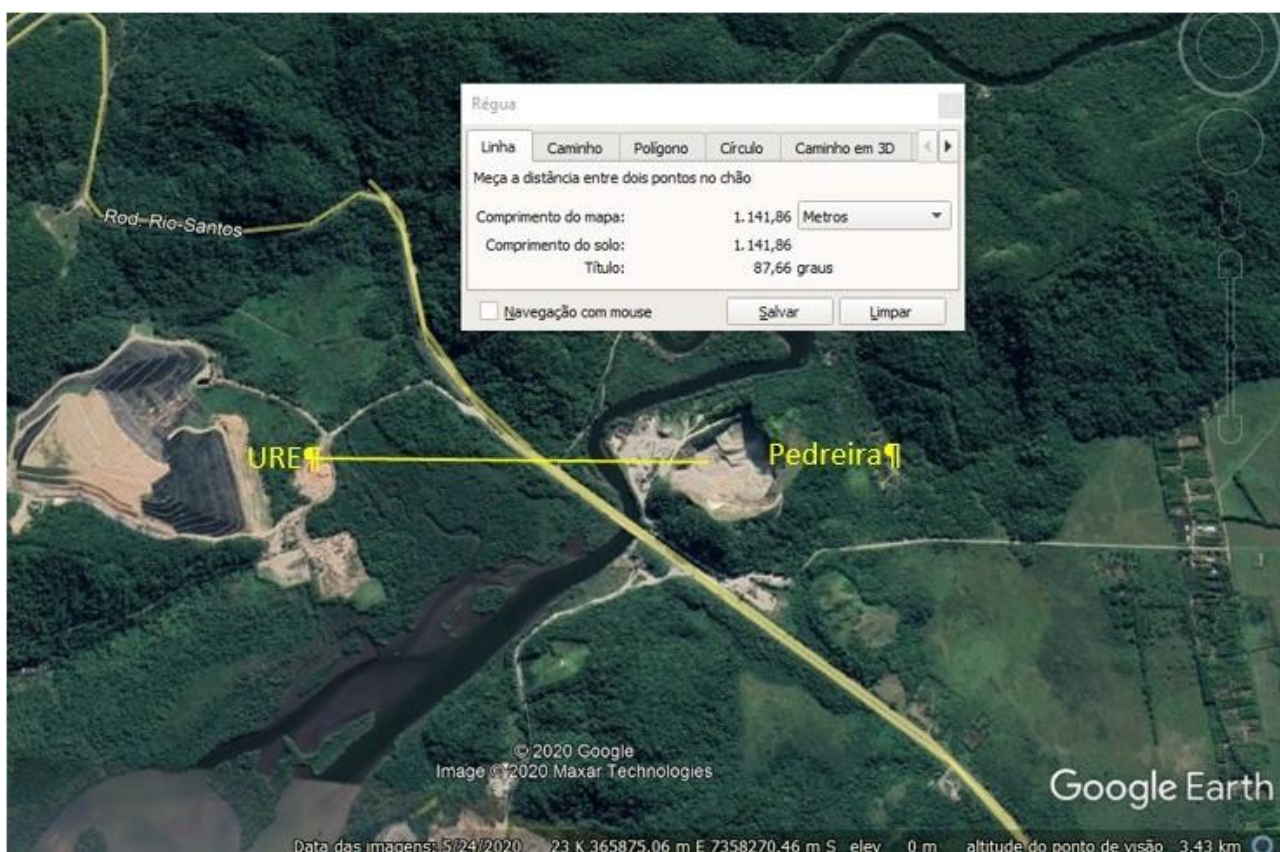 Régua
Linha Caminho Polígono Círculo Caminho em 3D
Meça a distância entre dois pontos no chão
Comprimento do mapa: 1.141,86 Metros
Comprimento do solo: 1.141,86
Título: 87,66 graus
Navegação com mouse Salvar Limpar
Rod. Rio-Santos
URE¶ Pedreira¶
© 2020 Google
Image © 2020 Maxar Technologies
Google Earth
Data das imagens: 5/24/2020 23 K 365875.06 m E 7358270.46 m S elev 0 m altitude do ponto de visão 3.43 km